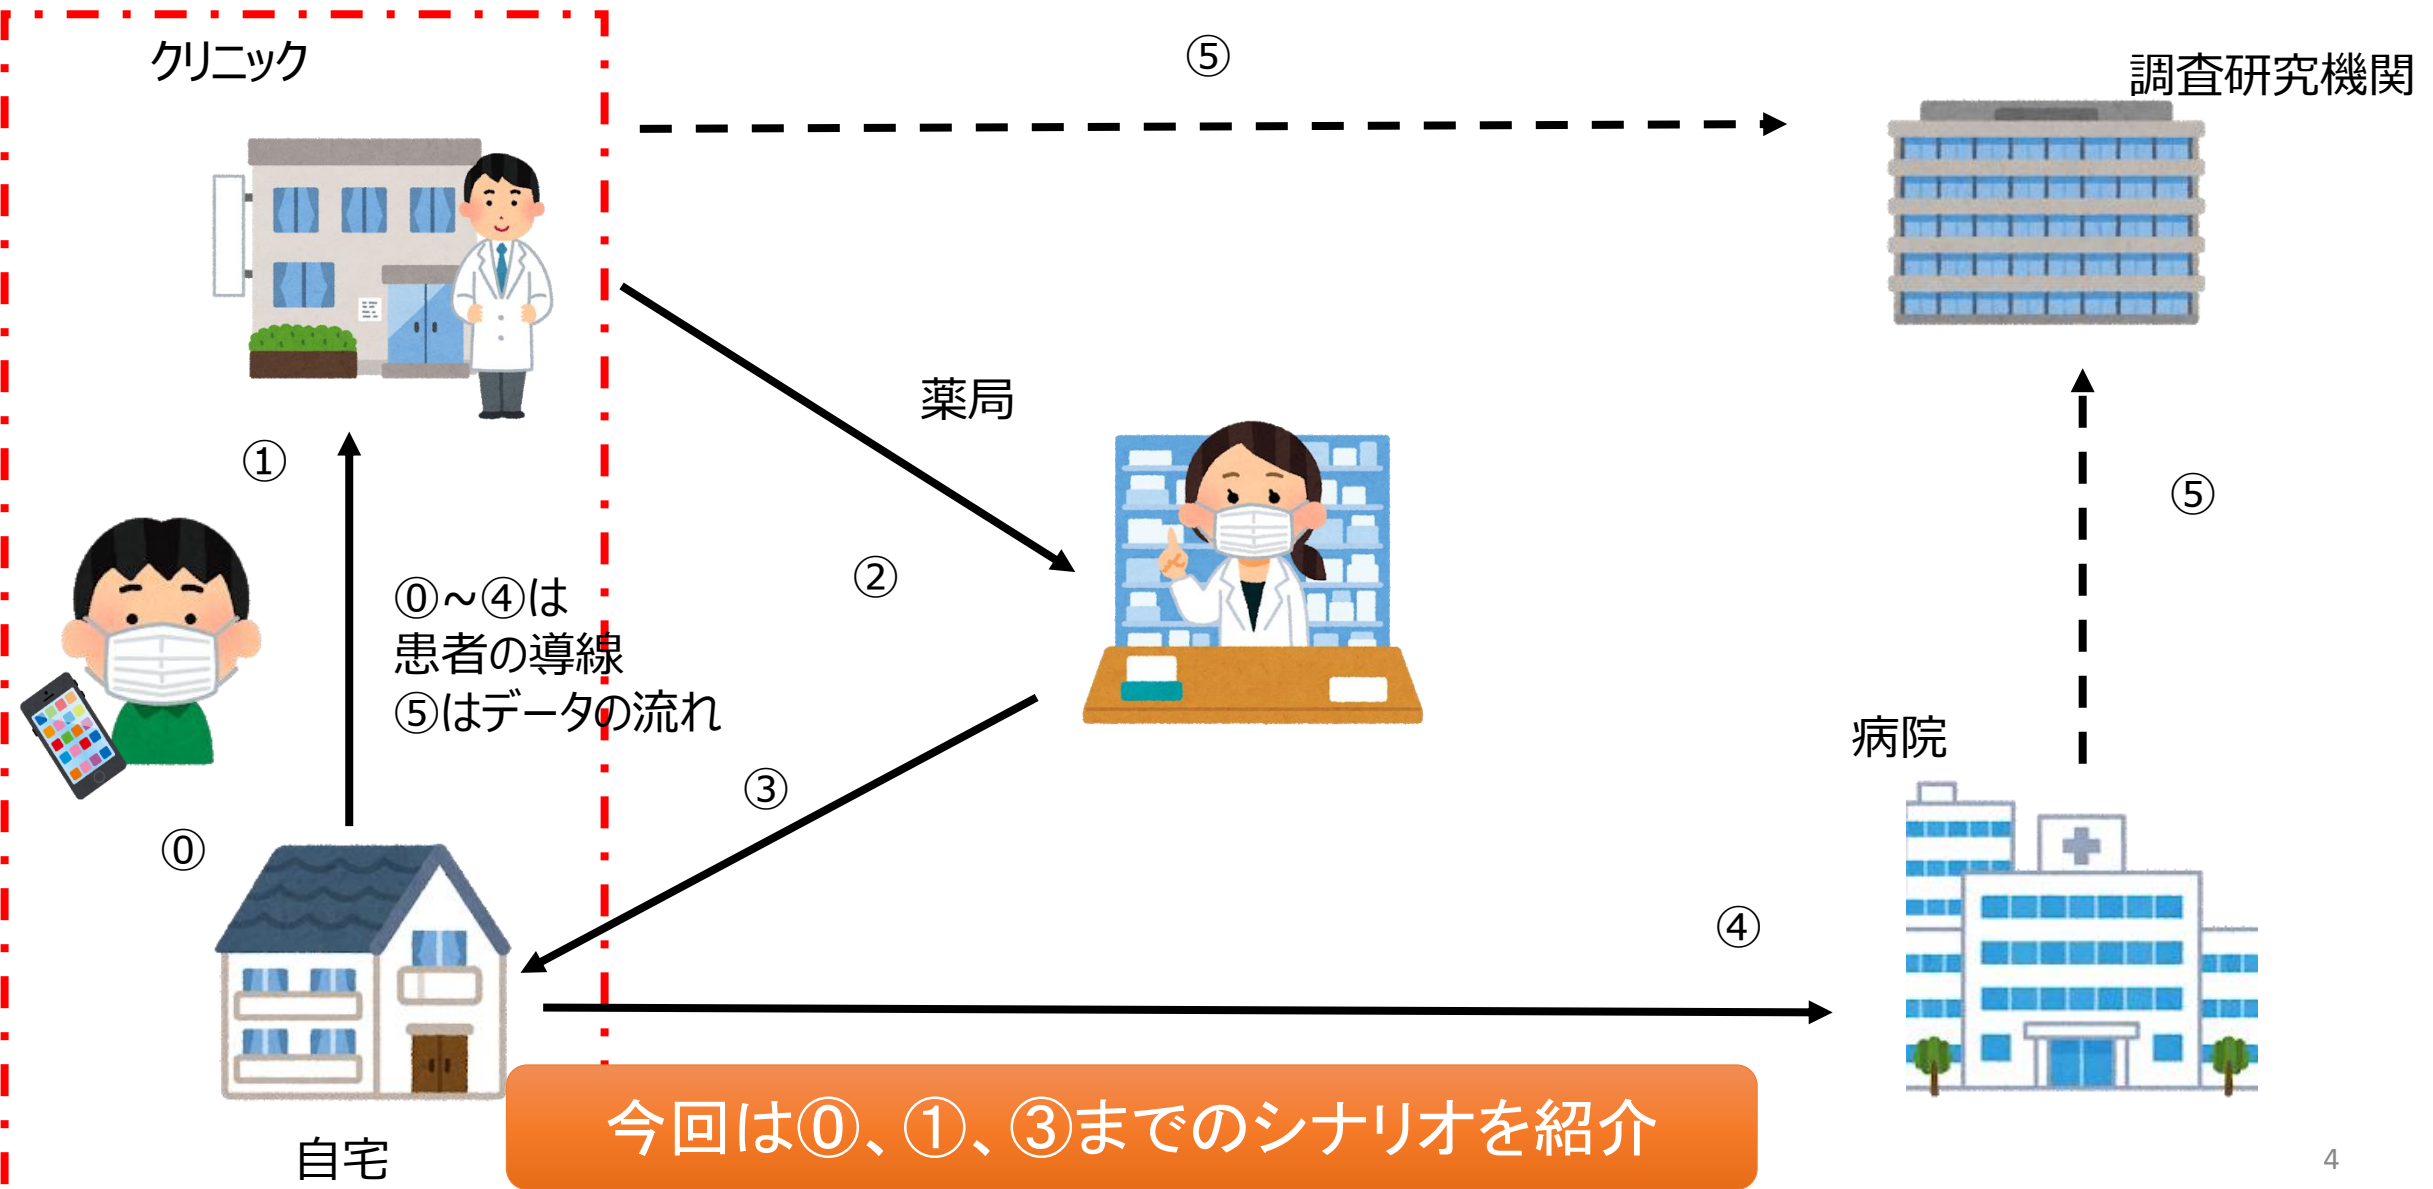 クリニック
⑤
調査研究機関
薬局
①
⑤
②
⓪~④は
患者の導線
⑤はデータの流れ
病院
③
⓪
④
今回は⓪、①、③までのシナリオを紹介
自宅
4